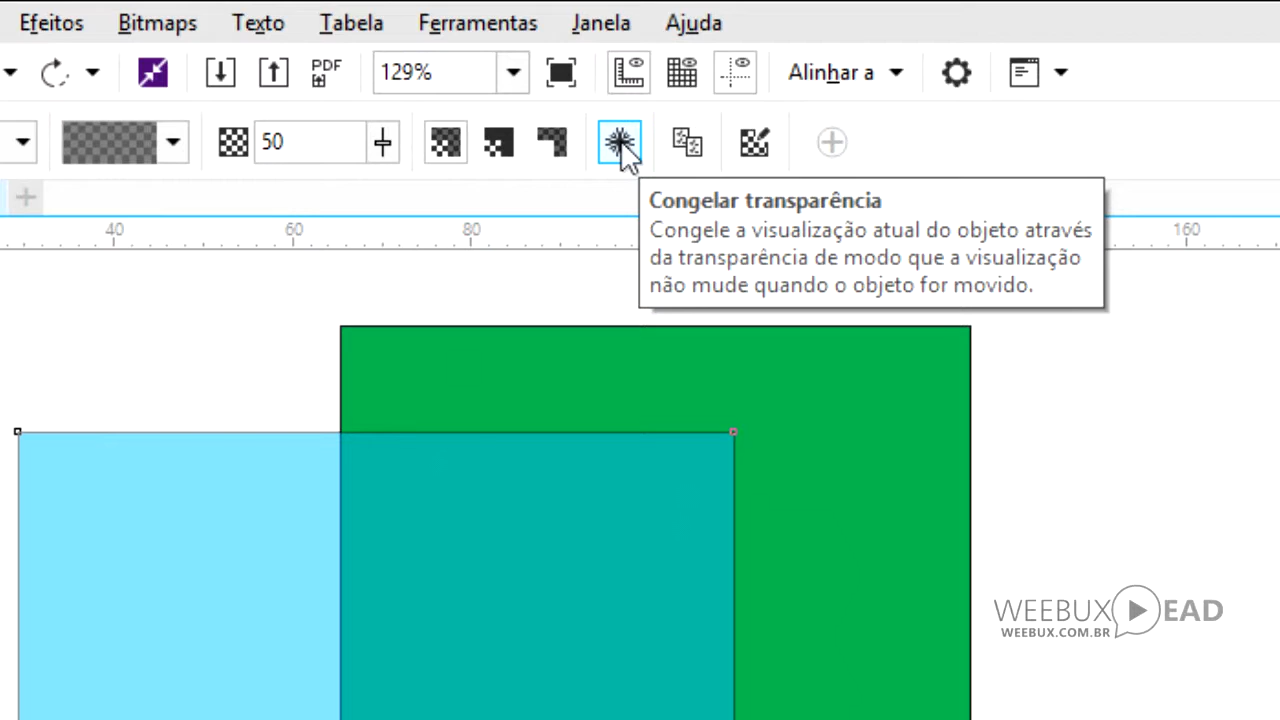 Efeitos Bitmaps Texto Tabela Ferramentas Janela Ajuda
PDF 129% Alinhar a
50
Congelar transparência
Congele a visualização atual do objeto através
da transparência de modo que a visualização
não mude quando o objeto for movido.
40 60 80 160
WEEBUX EAD
WEEBUX.COM.BR